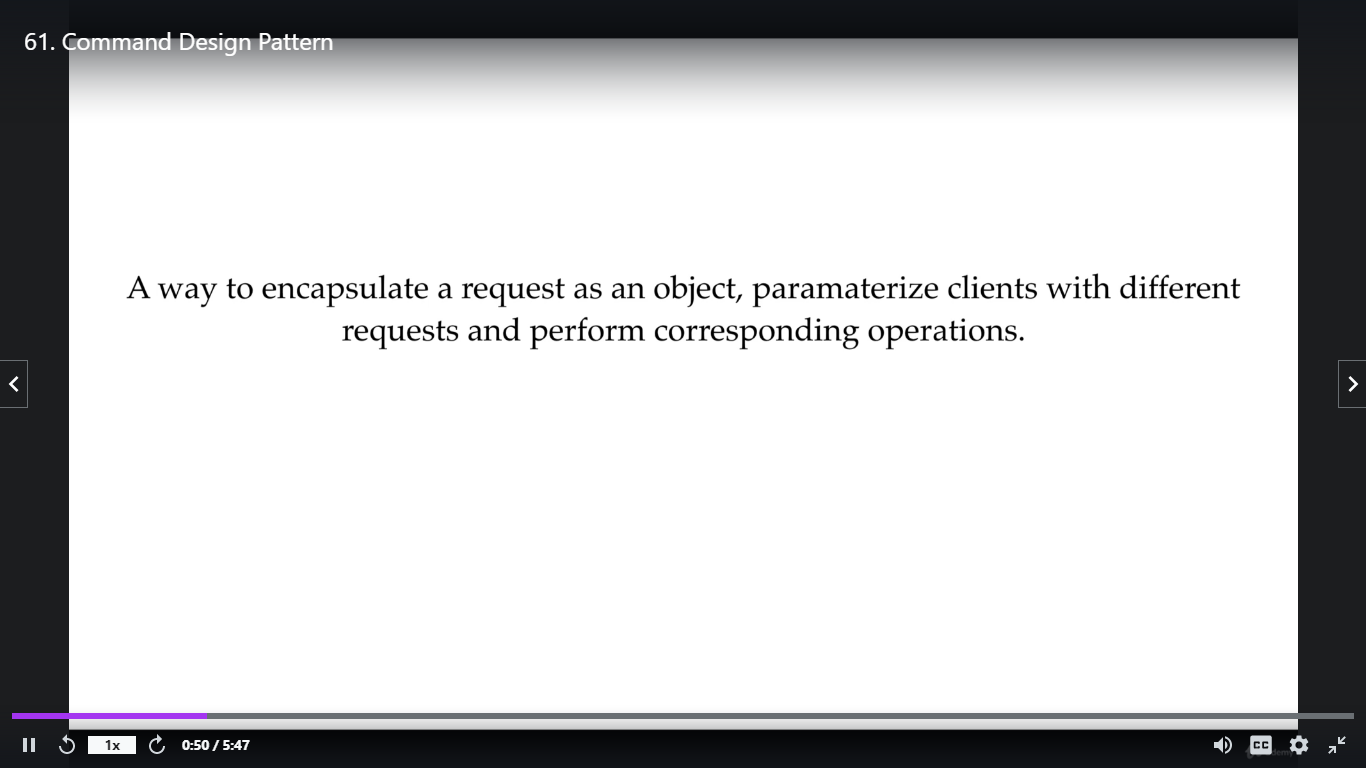 61. Command Design Pattern
A way to encapsulate a request as an object, paramaterize clients with different
requests and perform corresponding operations.
1x
0:50 / 5:47
CC